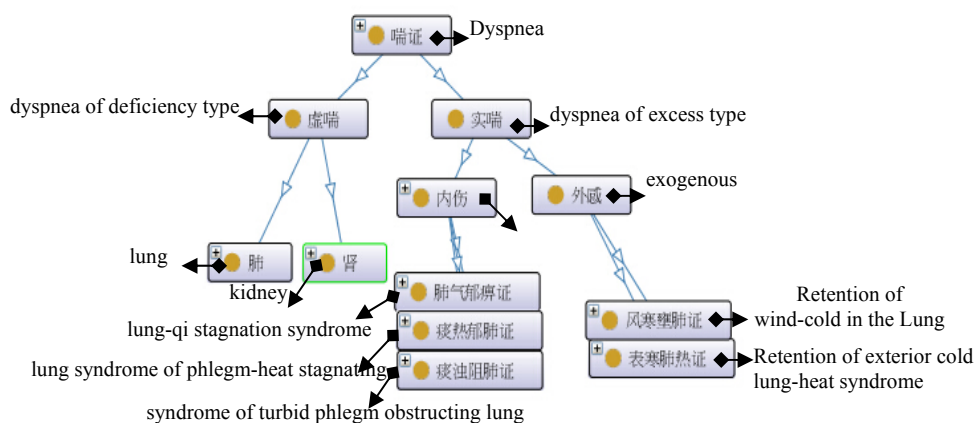 喘证
Dyspnea
dyspnea of deficiency type
虚喘
实喘
dyspnea of excess type
内伤
外感
exogenous
lung
肺
肾
kidney
肺气郁痹证
lung-qi stagnation syndrome
痰热郁肺证
lung syndrome of phlegm-heat stagnating
痰浊阻肺证
syndrome of turbid phlegm obstructing lung
风寒壅肺证
Retention of
wind-cold in the Lung
表寒肺热证
Retention of exterior cold
lung-heat syndrome